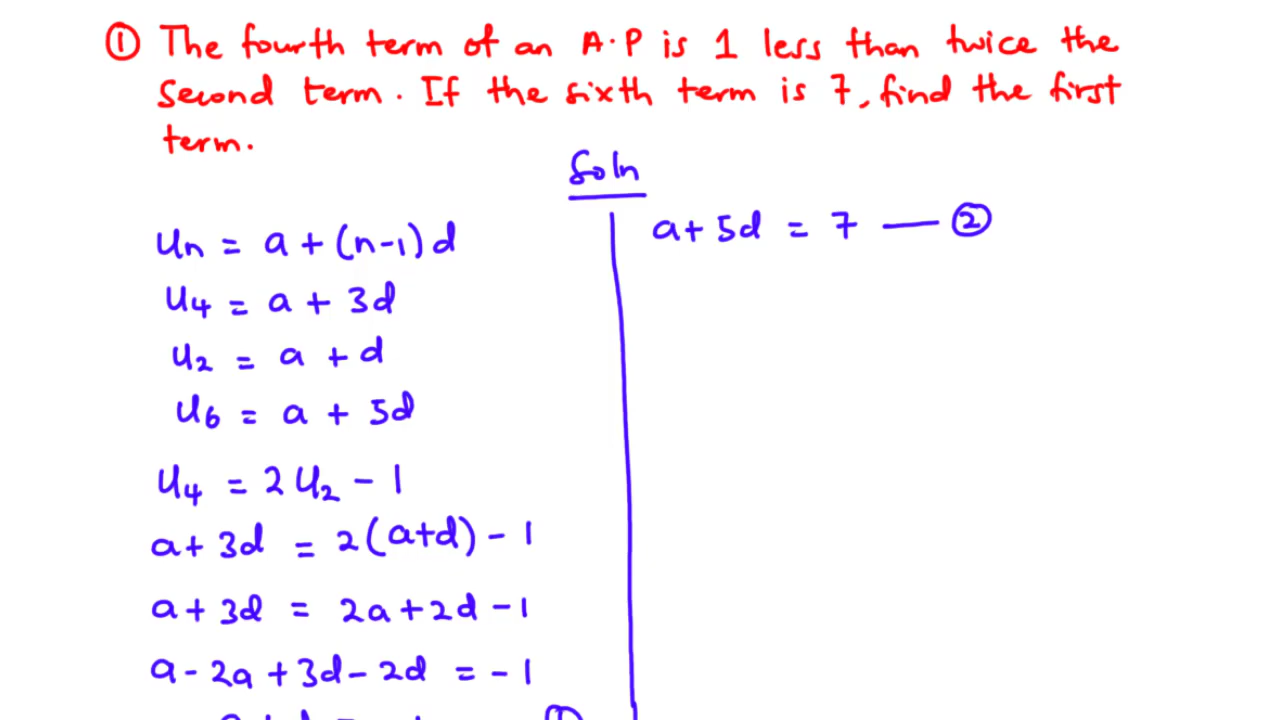 ① The fourth term of an A.P is 1 less than twice the
second term. If the sixth term is 7, find the first
term.
Soln
Un = a + (n-1)d
U4 = a + 3d
U2 = a + d
U6 = a + 5d
U4 = 2U2 - 1
a + 3d = 2(a+d) - 1
a + 3d = 2a + 2d - 1
a - 2a + 3d - 2d = -1
a + 5d = 7 — ②